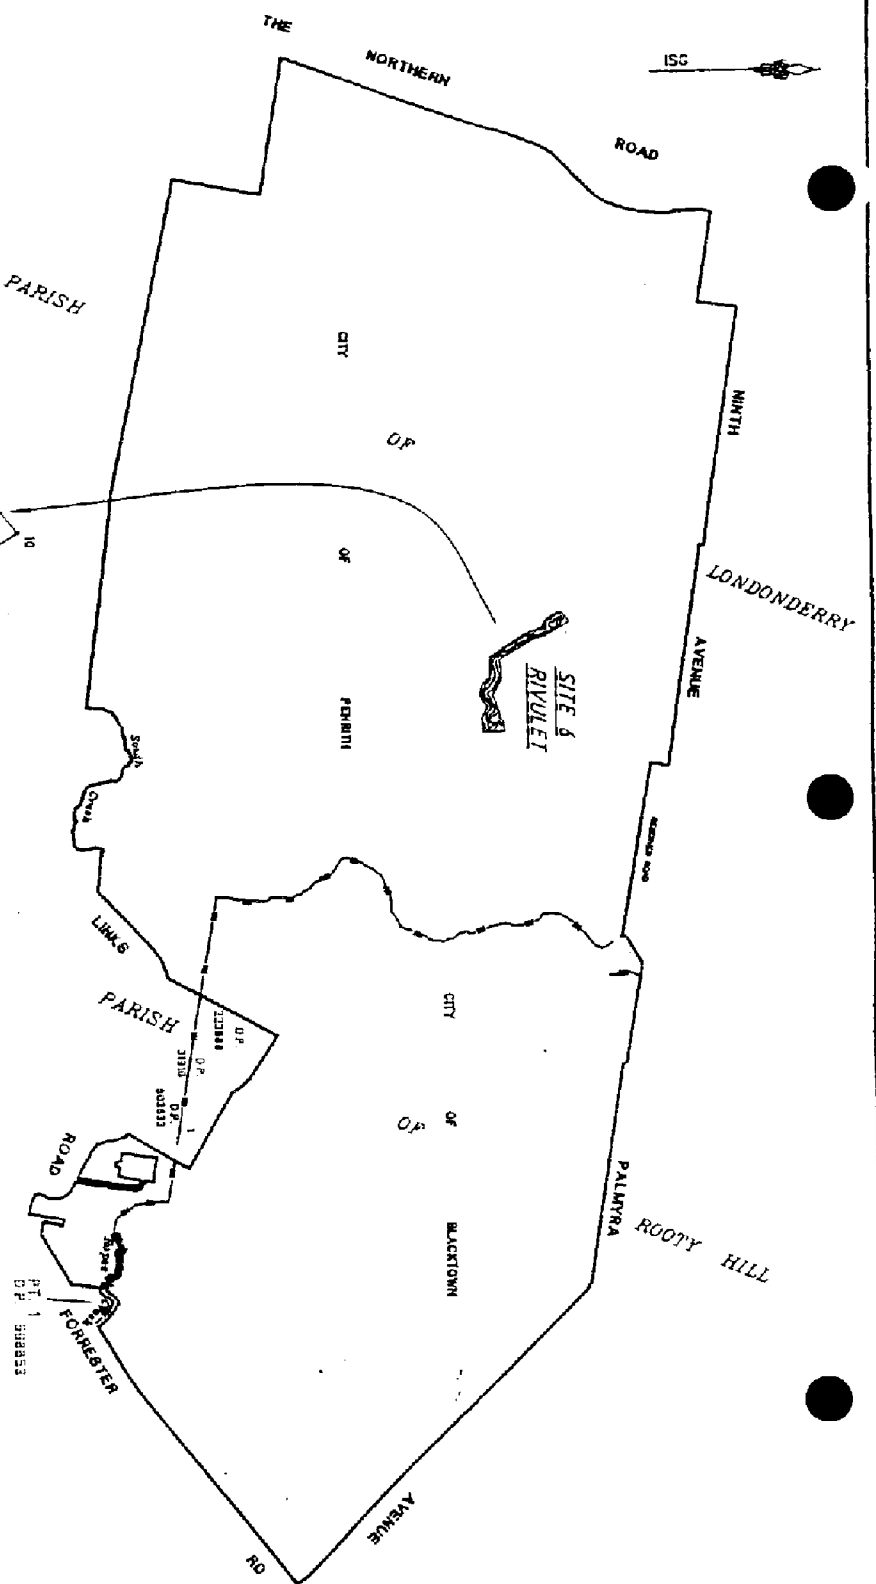 ISG
THE NORTHERN ROAD
NINTH AVENUE
LONDONDERRY
PARISH
OF
CITY OF PENRITH
SITE 6
RIVULET
10
South Creek
LINKS ROAD
PALMYRA AVENUE
ROOTY HILL
PARISH
OF
CITY OF BLACKTOWN
D.P.
D.P.
D.P.
1
PT. 1
D.P.
FORRESTER RD